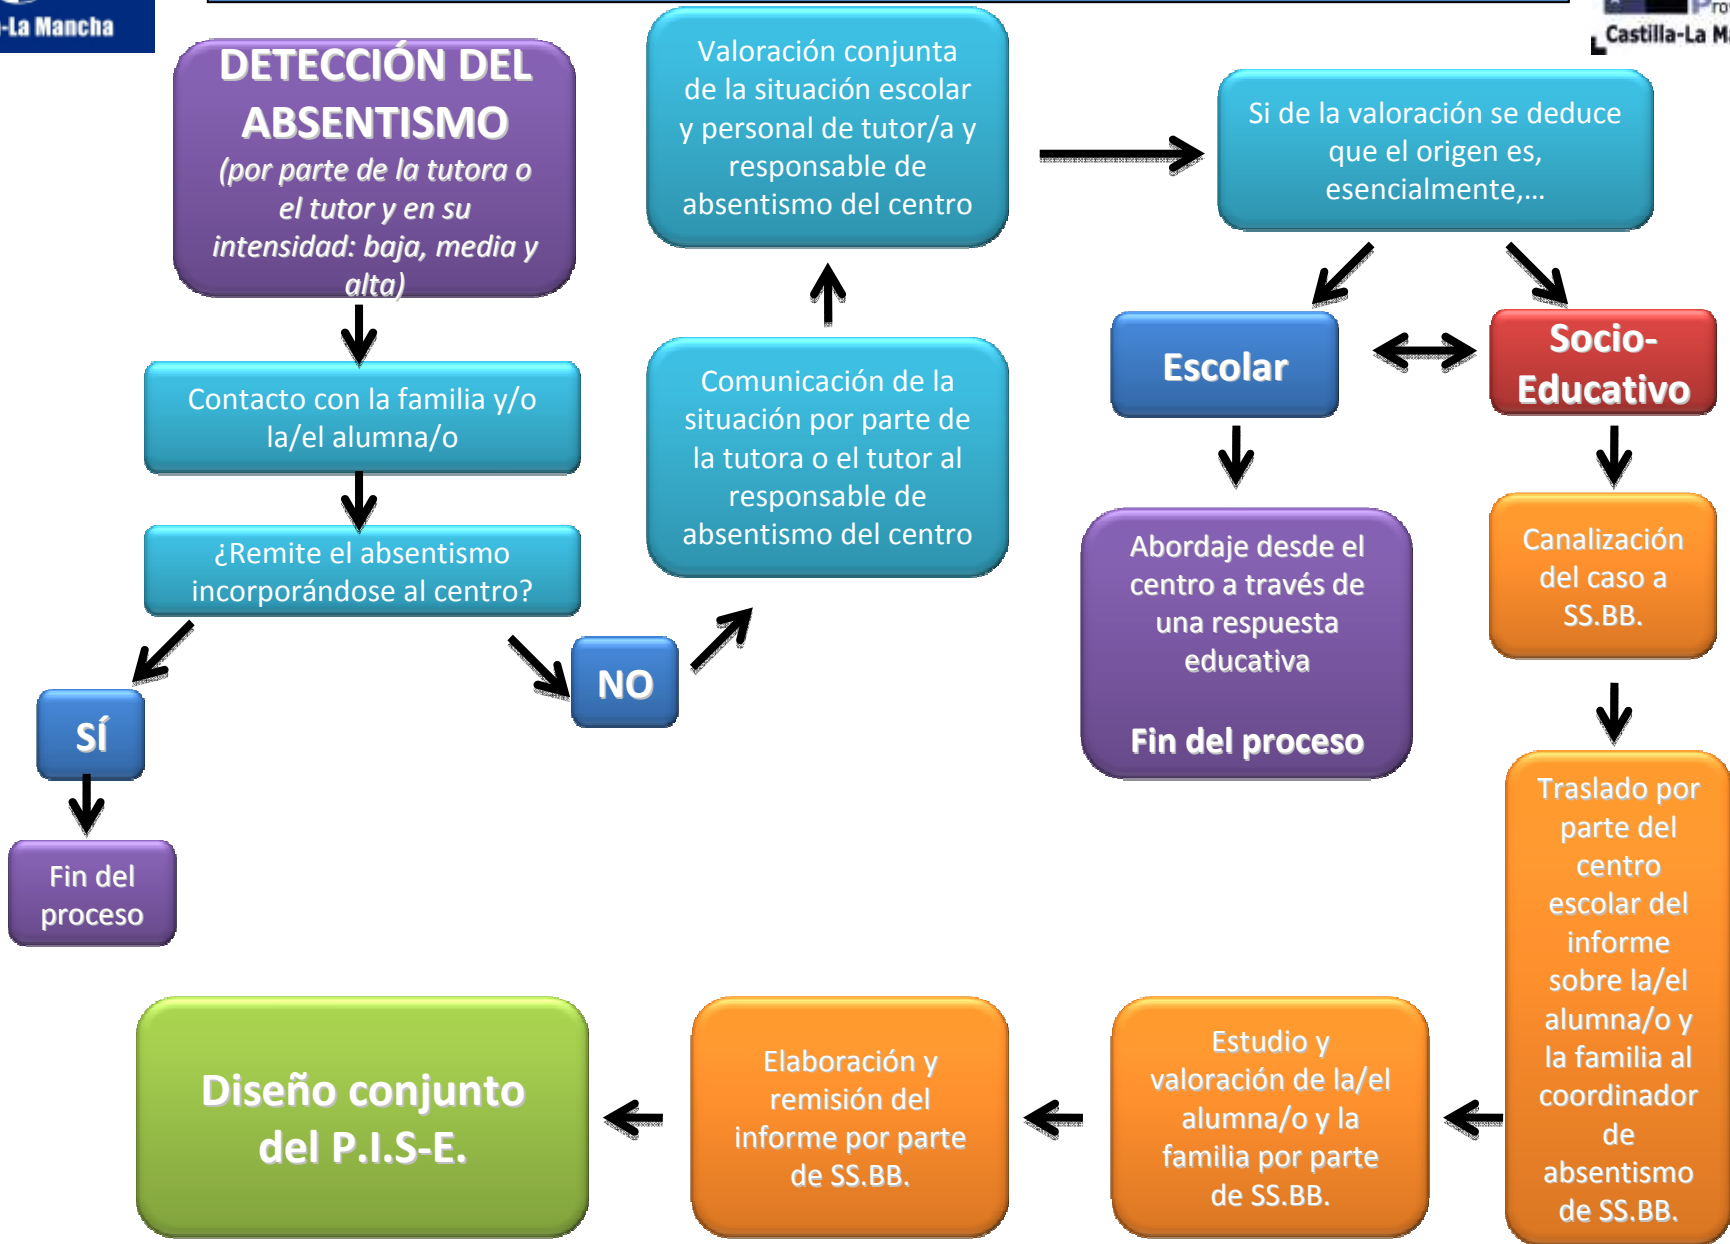 -La Mancha
Castilla-La M
DETECCIÓN DEL
ABSENTISMO
(por parte de la tutora o
el tutor y en su
intensidad: baja, media y
alta)
Contacto con la familia y/o
la/el alumna/o
¿Remite el absentismo
incorporándose al centro?
SÍ
Fin del
proceso
NO
Comunicación de la
situación por parte de
la tutora o el tutor al
responsable de
absentismo del centro
Valoración conjunta
de la situación escolar
y personal de tutor/a y
responsable de
absentismo del centro
Si de la valoración se deduce
que el origen es,
esencialmente,...
Escolar
Abordaje desde el
centro a través de
una respuesta
educativa
Fin del proceso
Socio-
Educativo
Canalización
del caso a
SS.BB.
Traslado por
parte del
centro
escolar del
informe
sobre la/el
alumna/o y
la familia al
coordinador
de
absentismo
de SS.BB.
Estudio y
valoración de la/el
alumna/o y la
familia por parte
de SS.BB.
Elaboración y
remisión del
informe por parte
de SS.BB.
Diseño conjunto
del P.I.S-E.